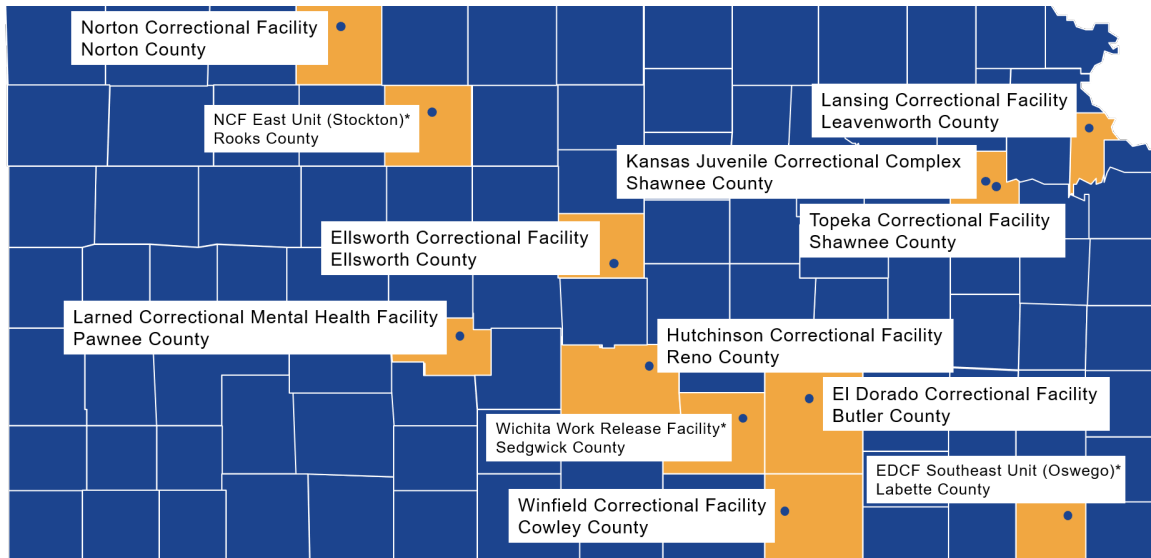 Norton Correctional Facility
Norton County
NCF East Unit (Stockton)*
Rooks County
Lansing Correctional Facility
Leavenworth County
Kansas Juvenile Correctional Complex
Shawnee County
Topeka Correctional Facility
Shawnee County
Ellsworth Correctional Facility
Ellsworth County
Larned Correctional Mental Health Facility
Pawnee County
Hutchinson Correctional Facility
Reno County
El Dorado Correctional Facility
Butler County
Wichita Work Release Facility*
Sedgwick County
EDCF Southeast Unit (Oswego)*
Labette County
Winfield Correctional Facility
Cowley County